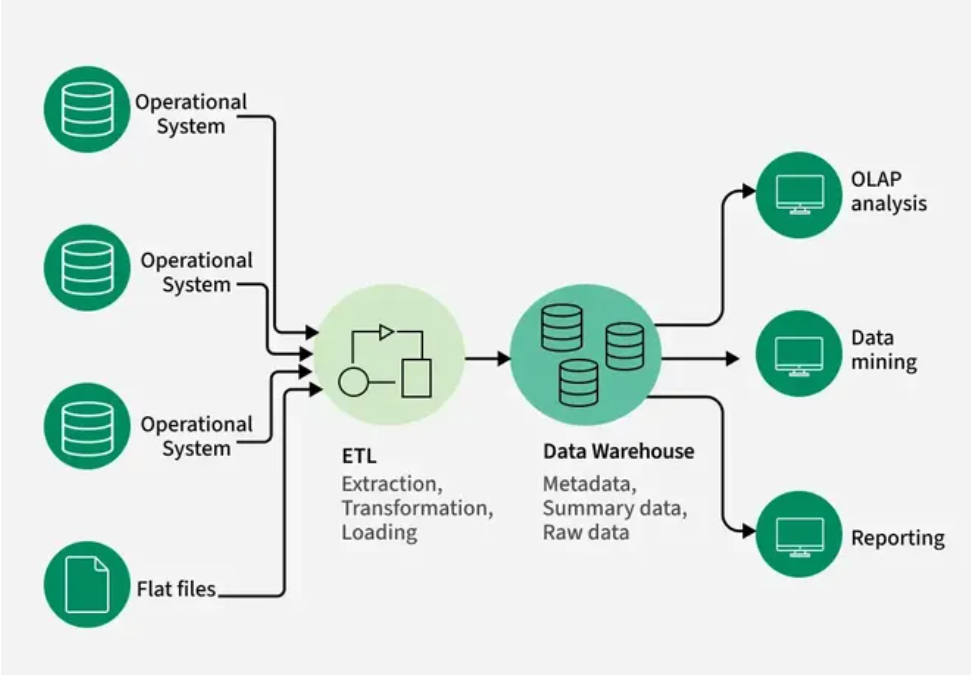 Operational
System
Operational
System
Operational
System
Flat files
ETL
Extraction,
Transformation,
Loading
Data Warehouse
Metadata,
Summary data,
Raw data
OLAP
analysis
Data
mining
Reporting